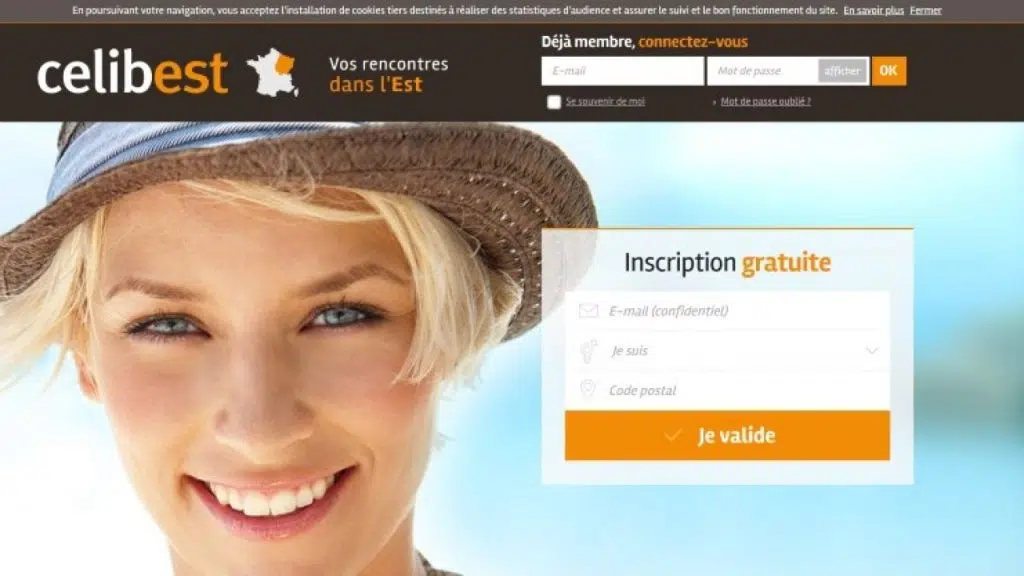 En poursuivant votre navigation, vous acceptez l'installation de cookies tiers destinés à réaliser des statistiques d'audience et assurer le suivi et le bon fonctionnement du site. En savoir plus Fermer
celibest
Vos rencontres
dans l'Est
Déjà membre, connectez-vous
E-mail
Mot de passe
afficher
OK
Se souvenir de moi
Mot de passe oublié ?
Inscription gratuite
E-mail (confidentiel)
Je suis
Code postal
Je valide